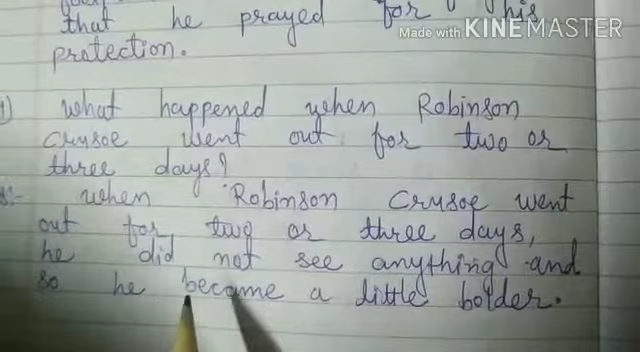 that he prayed for his
Made with KINEMASTER
protection.
what happened when Robinson
Crusoe went out for two or
three days?
when Robinson Crusoe went
out for two or three days,
he did not see anything and
so he became a little bolder.